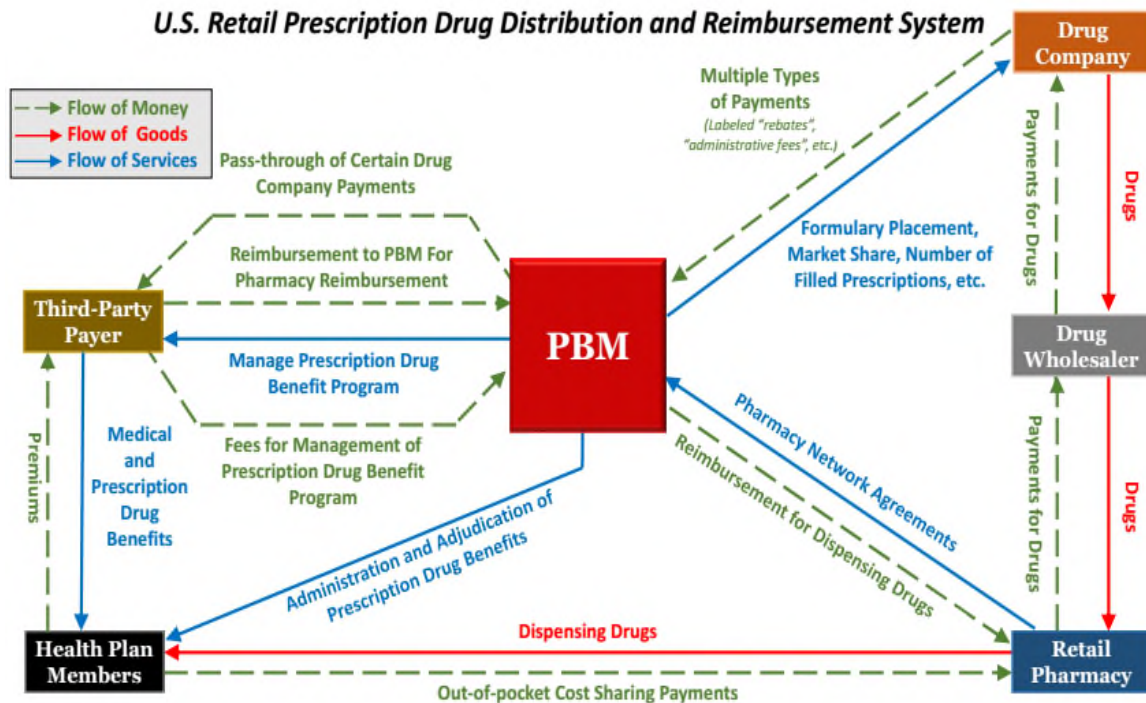 U.S. Retail Prescription Drug Distribution and Reimbursement System
Drug
Company
Flow of Money
Flow of Goods
Flow of Services
Multiple Types
of Payments
(Labeled "rebates",
"administrative fees", etc.)
Payments for Drugs
Drugs
Pass-through of Certain Drug
Company Payments
Formulary Placement,
Market Share, Number of
Filled Prescriptions, etc.
Reimbursement to PBM For
Pharmacy Reimbursement
Third-Party
Payer
PBM
Drug
Wholesaler
Manage Prescription Drug
Benefit Program
Premiums
Medical
and
Prescription
Drug
Benefits
Fees for Management of
Prescription Drug Benefit
Program
Pharmacy Network Agreements
Reimbursement for Dispensing Drugs
Payments for Drugs
Drugs
Administration and Adjudication of
Prescription Drug Benefits
Health Plan
Members
Dispensing Drugs
Retail
Pharmacy
Out-of-pocket Cost Sharing Payments